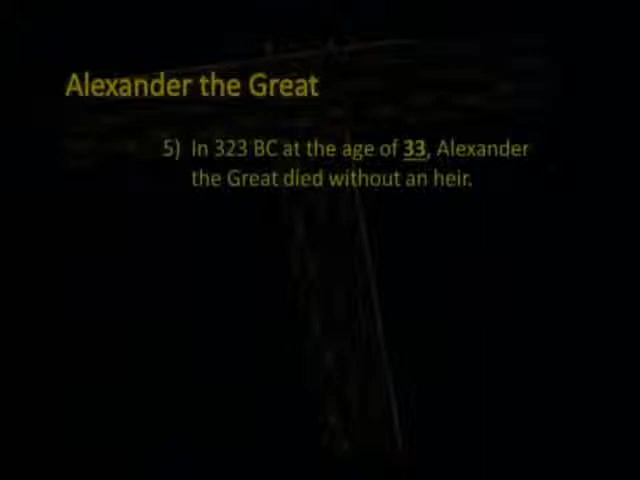 Alexander the Great
5) In 323 BC at the age of 33, Alexander
the Great died without an heir.